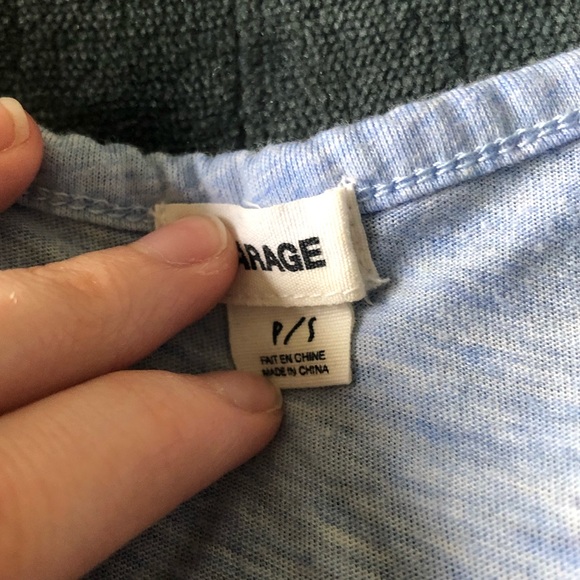 ARAGE
P/S
FAIT EN CHINE
MADE IN CHINA